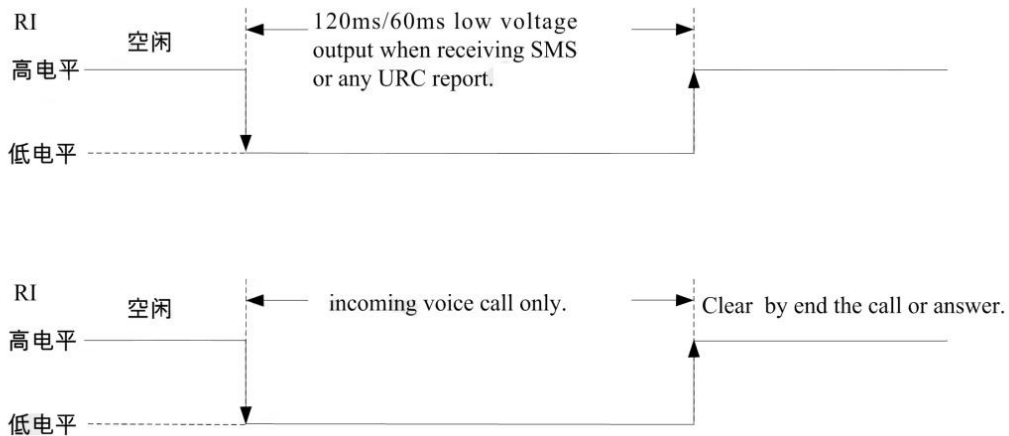 RI
空闲
120ms/60ms low voltage
output when receiving SMS
or any URC report.
高电平
低电平
RI
空闲
incoming voice call only.
Clear by end the call or answer.
高电平
低电平